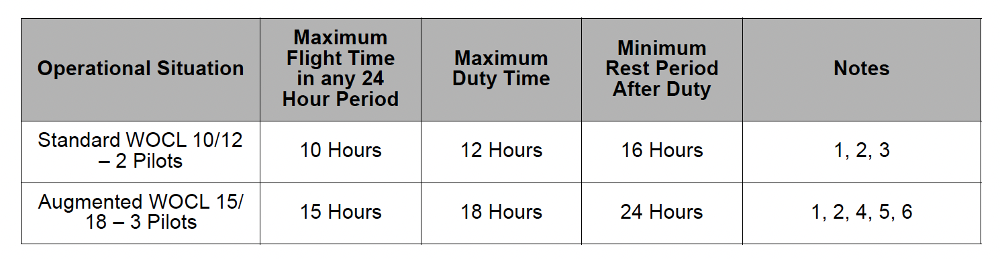 Operational Situation
Maximum
Flight Time
in any 24
Hour Period
Maximum
Duty Time
Minimum
Rest Period
After Duty
Notes
Standard WOCL 10/12
– 2 Pilots
10 Hours
12 Hours
16 Hours
1, 2, 3
Augmented WOCL 15/
18 – 3 Pilots
15 Hours
18 Hours
24 Hours
1, 2, 4, 5, 6